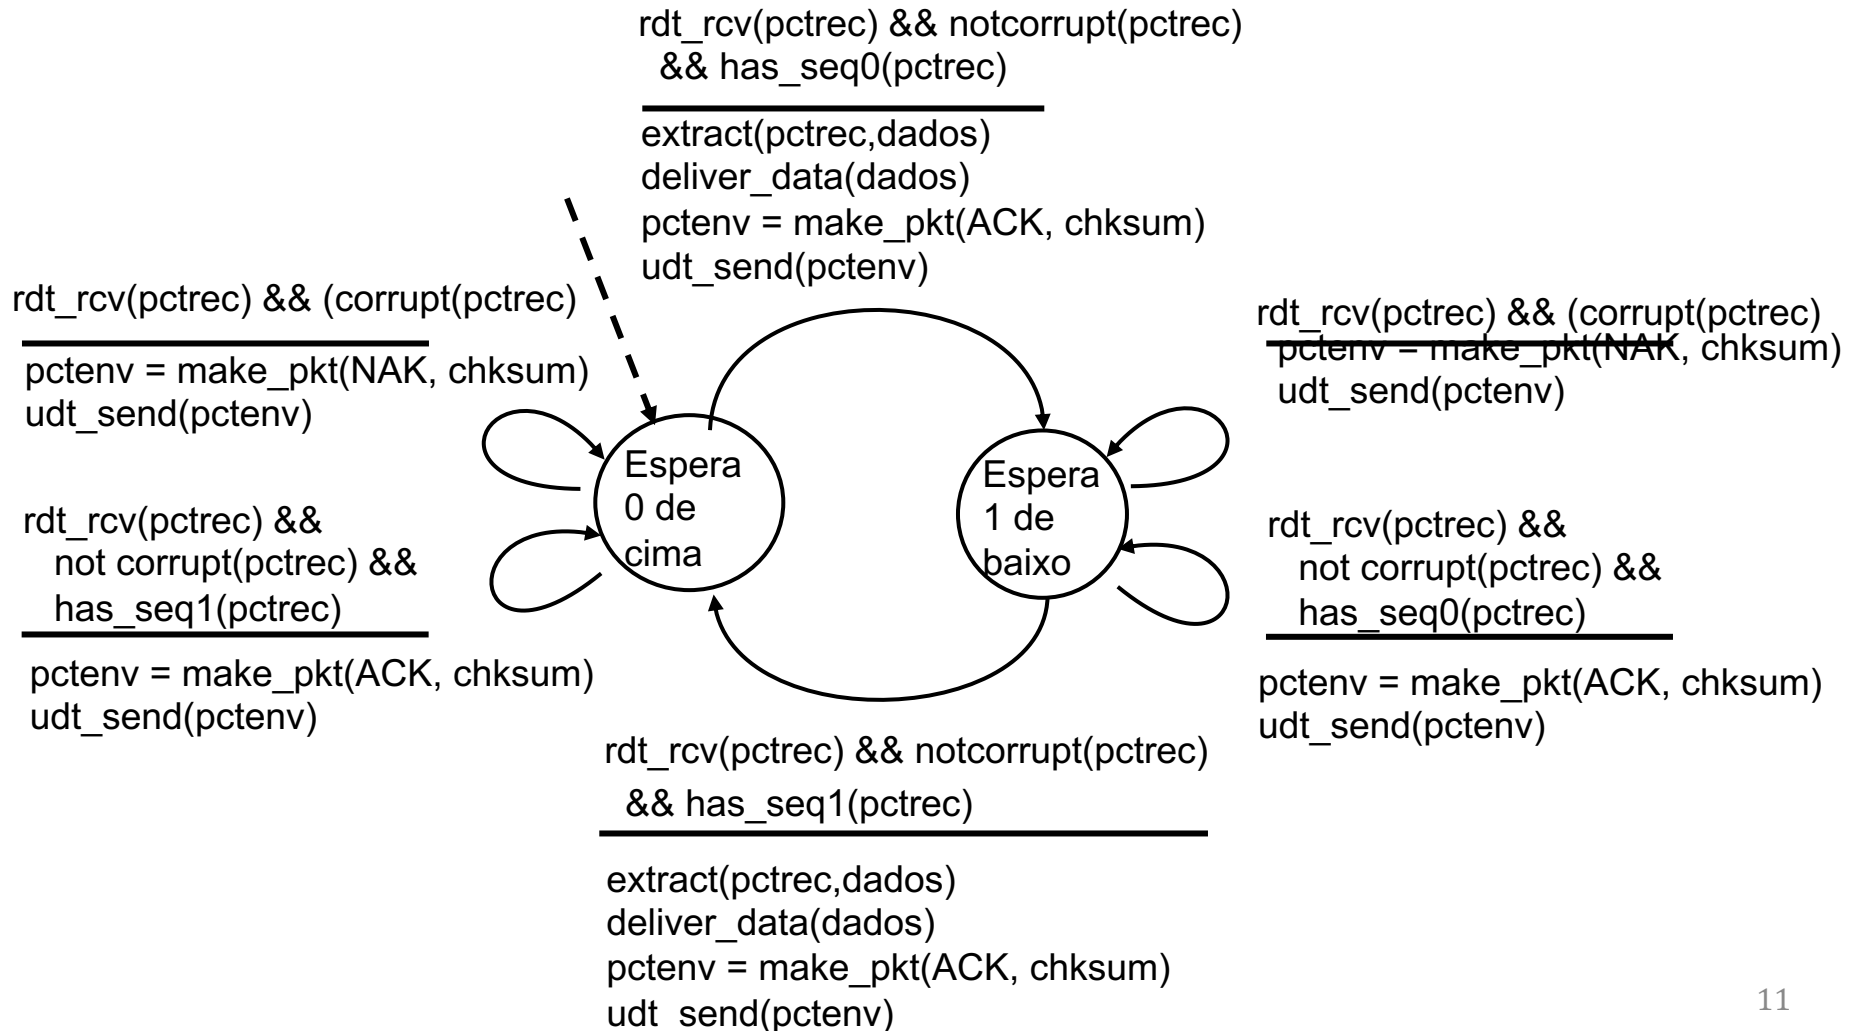 rdt_rcv(pctrec) && notcorrupt(pctrec)
&& has_seq0(pctrec)
extract(pctrec,dados)
deliver_data(dados)
pctenv = make_pkt(ACK, chksum)
udt_send(pctenv)
rdt_rcv(pctrec) && (corrupt(pctrec)
pctenv = make_pkt(NAK, chksum)
udt_send(pctenv)
rdt_rcv(pctrec) &&
not corrupt(pctrec) &&
has_seq1(pctrec)
pctenv = make_pkt(ACK, chksum)
udt_send(pctenv)
Espera
0 de
cima
Espera
1 de
baixo
rdt_rcv(pctrec) && (corrupt(pctrec)
pctenv = make_pkt(NAK, chksum)
udt_send(pctenv)
rdt_rcv(pctrec) &&
not corrupt(pctrec) &&
has_seq0(pctrec)
pctenv = make_pkt(ACK, chksum)
udt_send(pctenv)
rdt_rcv(pctrec) && notcorrupt(pctrec)
&& has_seq1(pctrec)
extract(pctrec,dados)
deliver_data(dados)
pctenv = make_pkt(ACK, chksum)
udt_send(pctenv)
11